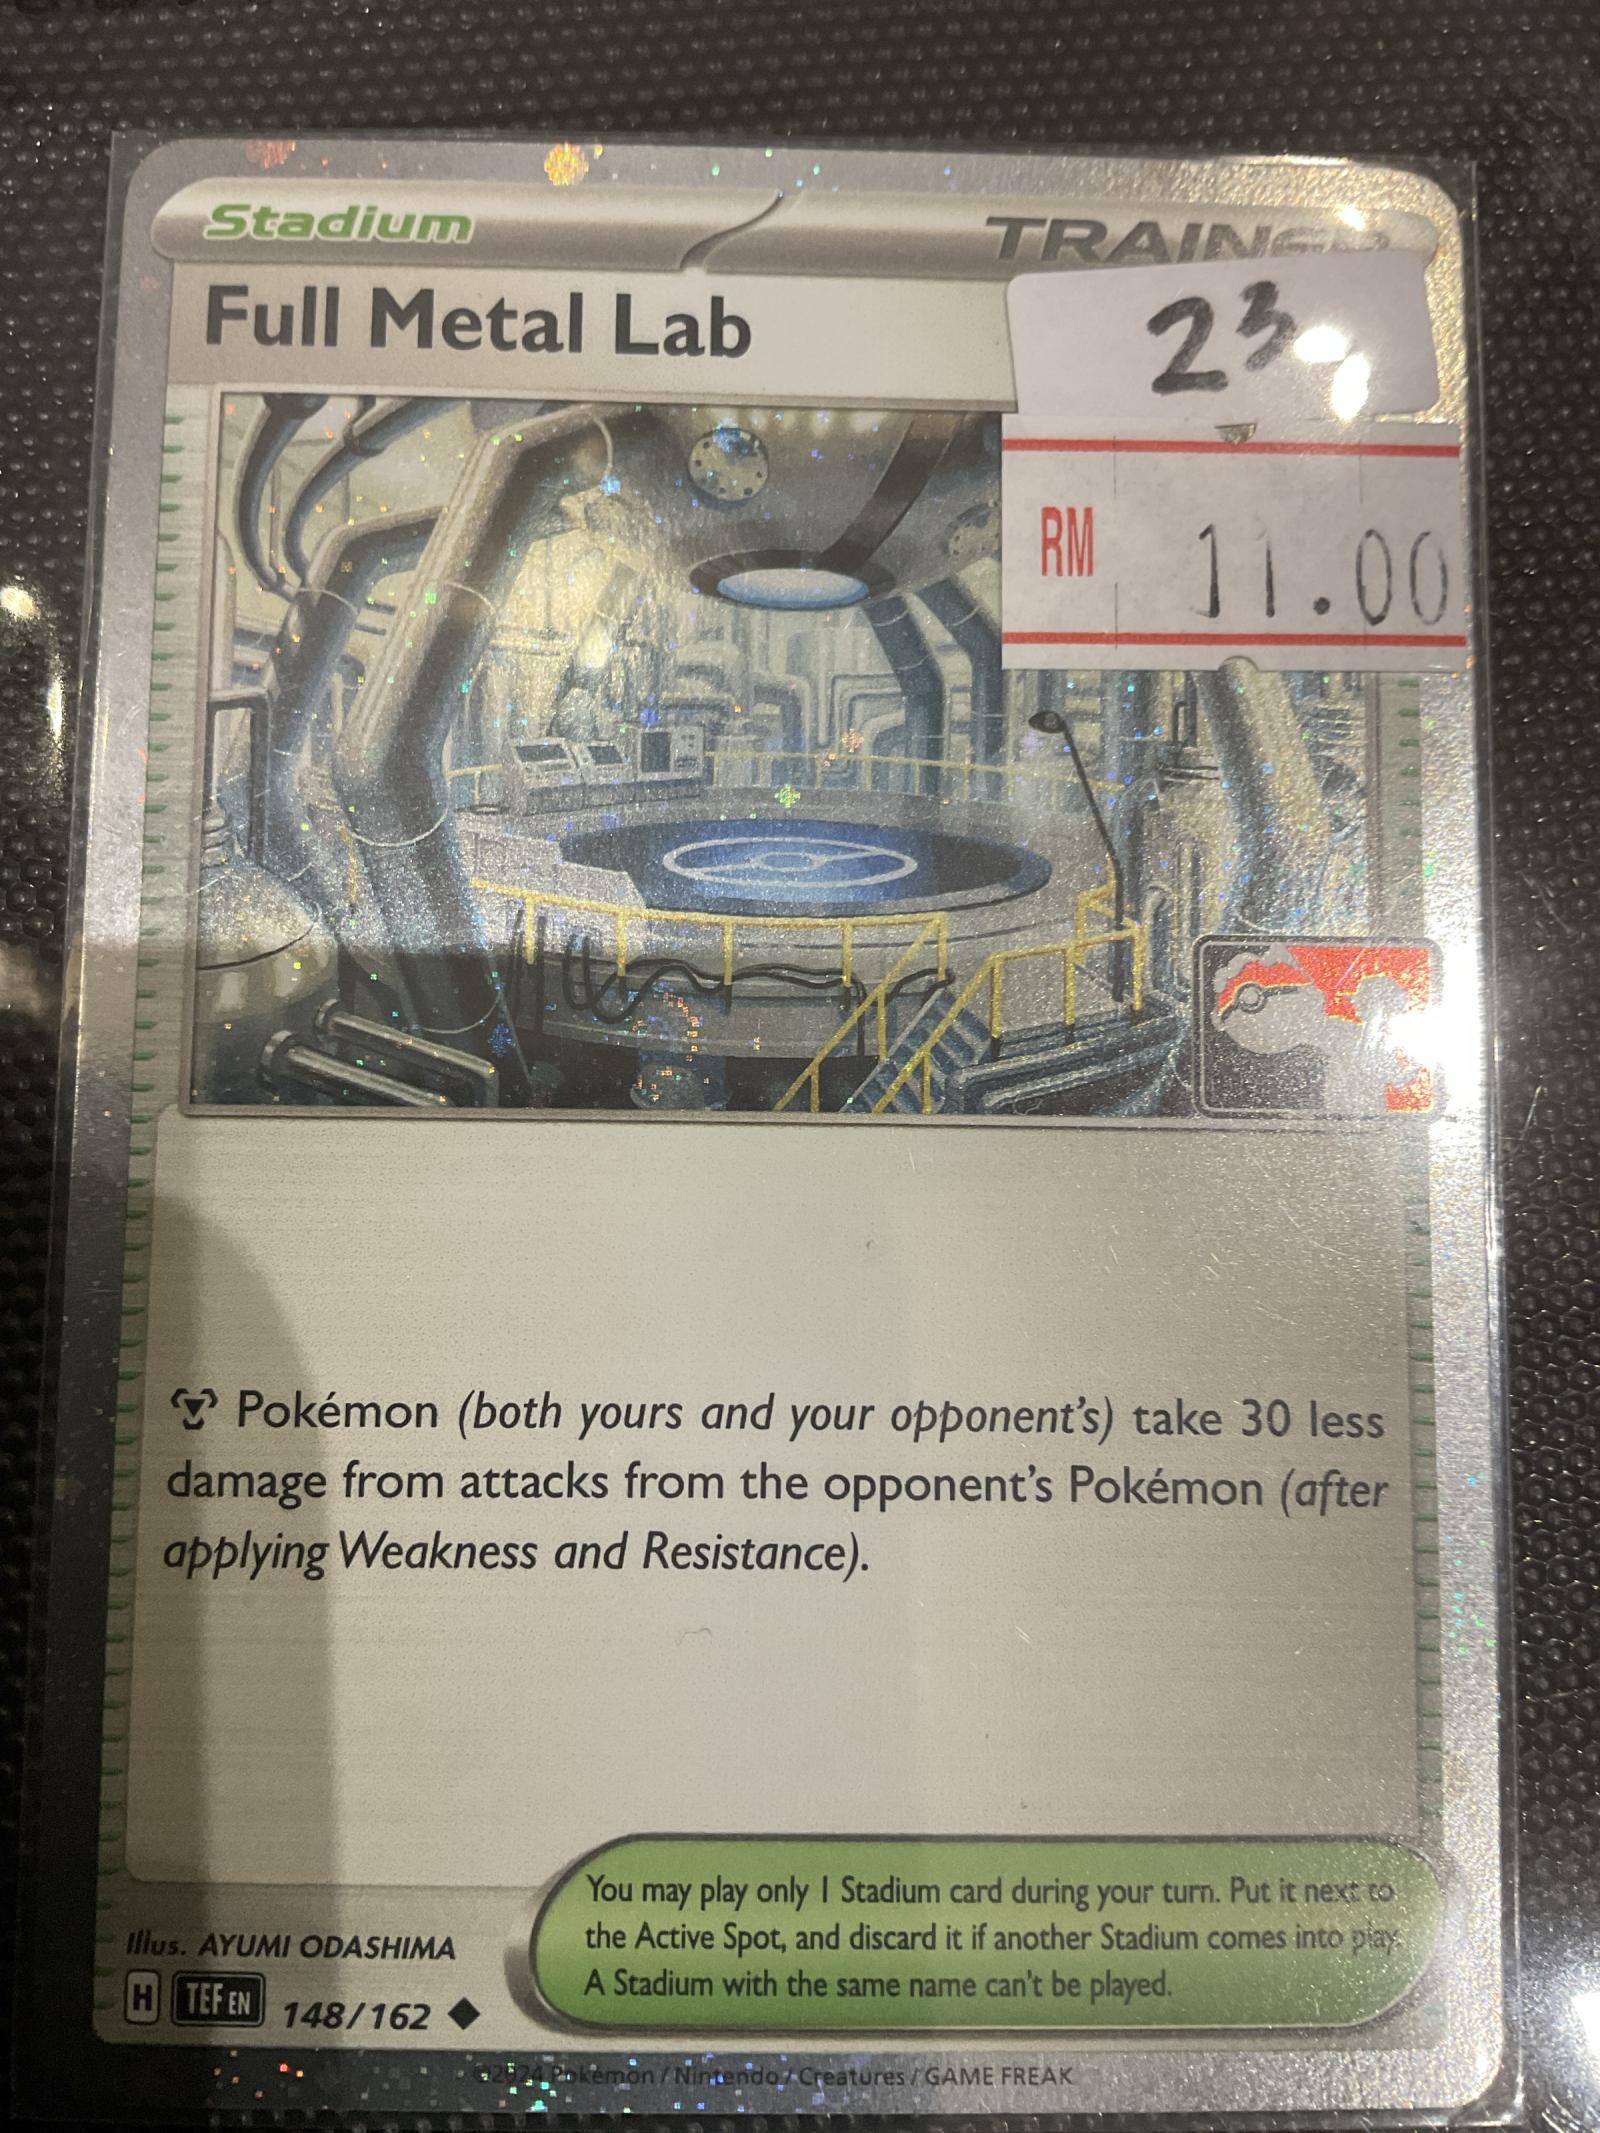 Stadium
TRAINER
Full Metal Lab
23
RM 11.00
Pokémon (both yours and your opponent's) take 30 less
damage from attacks from the opponent's Pokémon (after
applying Weakness and Resistance).
You may play only 1 Stadium card during your turn. Put it next to
the Active Spot, and discard it if another Stadium comes into play.
A Stadium with the same name can't be played.
Illus. AYUMI ODASHIMA
H TEF EN 148/162
©2024 Pokémon / Nintendo / Creatures / GAME FREAK